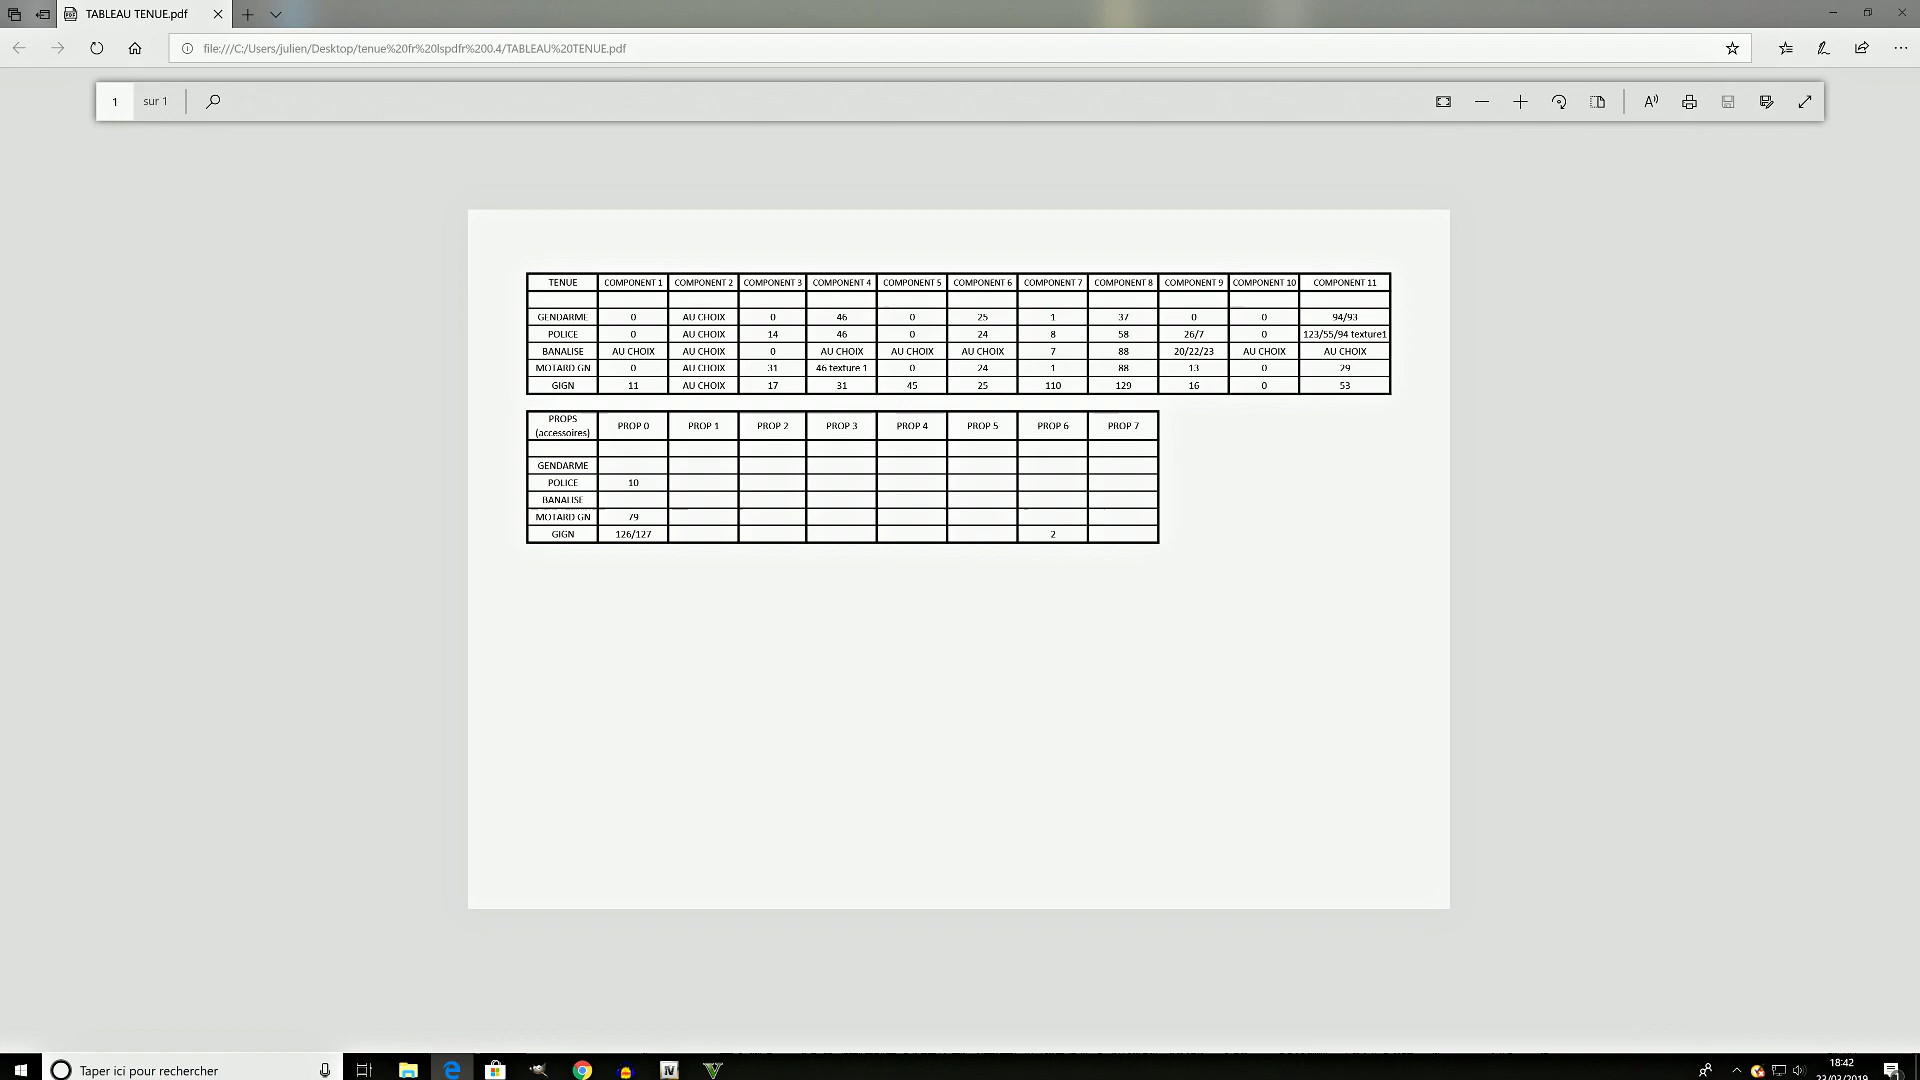 TABLEAU TENUE.pdf
file:///C:/Users/julien/Desktop/tenue%20fr%20lspdfr%200.4/TABLEAU%20TENUE.pdf
1 sur 1
TENUE COMPONENT 1 COMPONENT 2 COMPONENT 3 COMPONENT 4 COMPONENT 5 COMPONENT 6 COMPONENT 7 COMPONENT 8 COMPONENT 9 COMPONENT 10 COMPONENT 11
GENDARME 0 AU CHOIX 0 46 0 25 1 37 0 0 94/93
POLICE 0 AU CHOIX 14 46 0 24 8 58 26/7 0 123/55/94 texture1
BANALISE AU CHOIX AU CHOIX 0 AU CHOIX AU CHOIX AU CHOIX 7 88 20/22/23 AU CHOIX AU CHOIX
MOTARD GN 0 AU CHOIX 31 46 texture 1 0 24 1 88 13 0 29
GIGN 11 AU CHOIX 17 31 45 25 110 129 16 0 53
PROPS (accessoires) PROP 0 PROP 1 PROP 2 PROP 3 PROP 4 PROP 5 PROP 6 PROP 7
GENDARME
POLICE 10
BANALISE
MOTARD GN 79
GIGN 126/127 2
Taper ici pour rechercher
18:42
23/03/2019